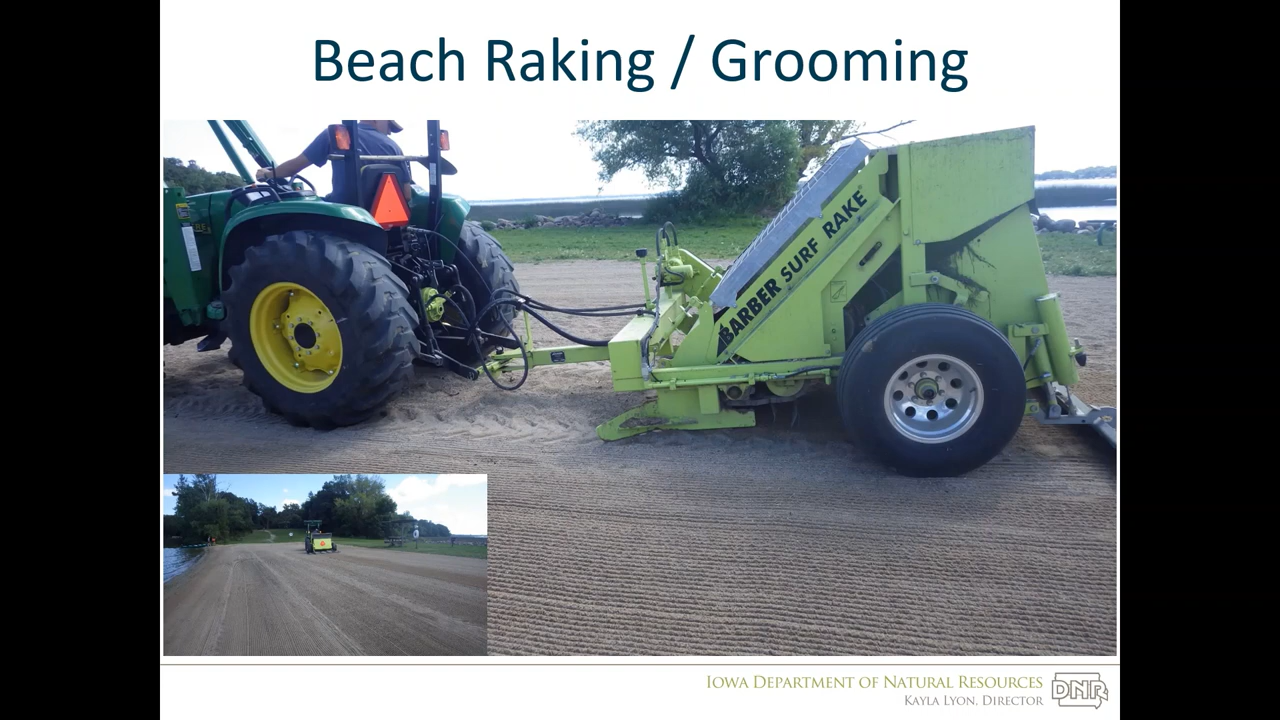 Beach Raking / Grooming
BARBER SURF RAKE
Iowa Department of Natural Resources
Kayla Lyon, Director
DNR